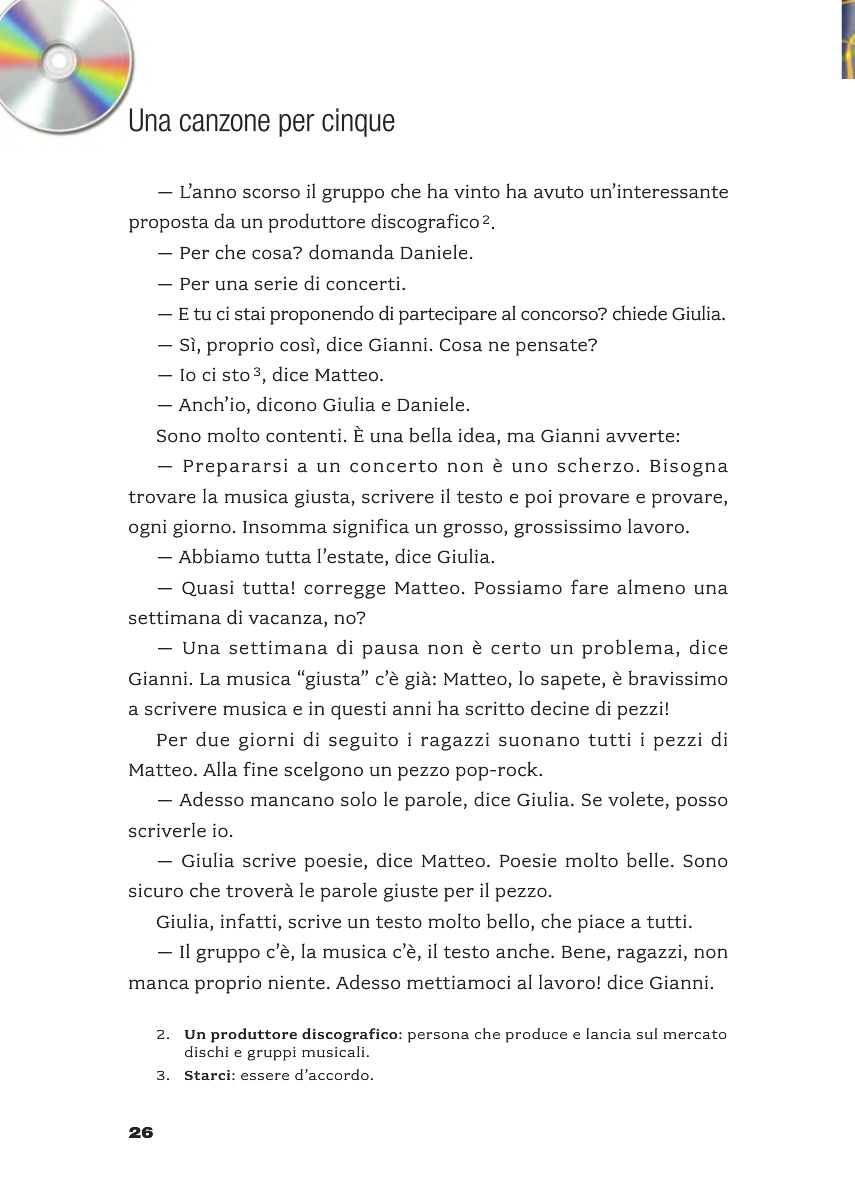 Una canzone per cinque
— L’anno scorso il gruppo che ha vinto ha avuto un’interessante
proposta da un produttore discografico².
— Per che cosa? domanda Daniele.
— Per una serie di concerti.
— E tu ci stai proponendo di partecipare al concorso? chiede Giulia.
— Sì, proprio così, dice Gianni. Cosa ne pensate?
— Io ci sto³, dice Matteo.
— Anch’io, dicono Giulia e Daniele.
Sono molto contenti. È una bella idea, ma Gianni avverte:
— Prepararsi a un concerto non è uno scherzo. Bisogna
trovare la musica giusta, scrivere il testo e poi provare e provare,
ogni giorno. Insomma significa un grosso, grossissimo lavoro.
— Abbiamo tutta l’estate, dice Giulia.
— Quasi tutta! corregge Matteo. Possiamo fare almeno una
settimana di vacanza, no?
— Una settimana di pausa non è certo un problema, dice
Gianni. La musica “giusta” c’è già: Matteo, lo sapete, è bravissimo
a scrivere musica e in questi anni ha scritto decine di pezzi!
Per due giorni di seguito i ragazzi suonano tutti i pezzi di
Matteo. Alla fine scelgono un pezzo pop-rock.
— Adesso mancano solo le parole, dice Giulia. Se volete, posso
scriverle io.
— Giulia scrive poesie, dice Matteo. Poesie molto belle. Sono
sicuro che troverà le parole giuste per il pezzo.
Giulia, infatti, scrive un testo molto bello, che piace a tutti.
— Il gruppo c’è, la musica c’è, il testo anche. Bene, ragazzi, non
manca proprio niente. Adesso mettiamoci al lavoro! dice Gianni.
2. Un produttore discografico: persona che produce e lancia sul mercato
dischi e gruppi musicali.
3. Starci: essere d’accordo.
26